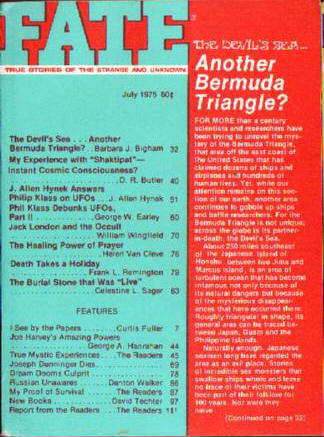 FATE
TRUE STORIES OF THE STRANGE AND UNKNOWN
July 1975 60¢
The Devil's Sea . . . Another
Bermuda Triangle? . . Barbara J. Bigham 32
My Experience with "Shaktipat"—
Instant Cosmic Consciousness?
D. R. Butler 40
J. Allen Hynek Answers
Philip Klass on UFOs . . . J. Allen Hynek 51
Phil Klass Debunks UFOs,
Part II George W. Earley 60
Jack London and the Occult
William Wingfield 70
The Healing Power of Prayer
Heren Van Cleve 76
Death Takes a Holiday
Frank L. Remington 79
The Burial Stone that Was "Live"
Celestine L. Sager 83
FEATURES
I See by the Papers Curtis Fuller 7
Joe Harvey's Amazing Powers
George A. Hanrahan 44
True Mystic Experiences The Readers 45
Joseph Dunninger Dies 69
Dream Dooms Culprit 78
Russian Unawares Denton Walker 86
My Proof of Survival The Readers 87
New Books David Techter 97
Report from the Readers The Readers 111
The Devil's Sea...
Another
Bermuda
Triangle?
FOR MORE than a century
scientists and researchers have
been trying to unravel the mys-
tery of the Bermuda Triangle,
that area off the east coast of
the United States that has
claimed dozens of ships and
airplanes and hundreds of
human lives. Yet, while our
attention remains on this sec-
tion of our earth, another area
continues to gobble up ships
and baffle researchers. For the
Bermuda Triangle is not unique;
across the globe is its partner-
in-death, the Devil's Sea.
About 250 miles southeast
of the Japanese island of
Honshu, between Iwo Jima and
Marcus Island, is an area of
turbulent ocean that has become
infamous not only because of
its natural dangers but because
of the mysterious disappear-
ances that have occurred there.
Roughly triangular in shape, its
general area can be traced be-
tween Japan, Guam and the
Philippine Islands.
Naturally enough, Japanese
seamen long have regarded the
area as an evil place. Stories
of incredible sea monsters that
swallow ships whole and leave
no trace of their victims have
been part of their folklore for
100 years. Nor were they
naive
(Continued on page 32)